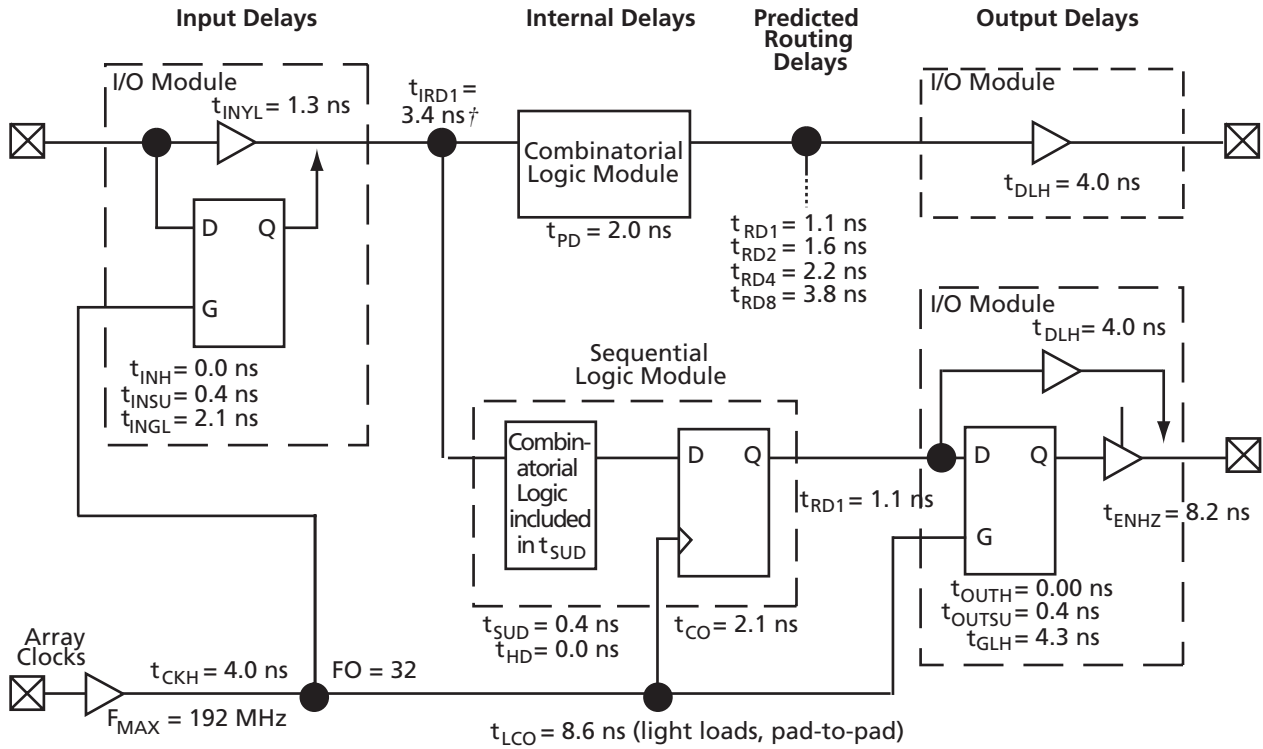 Input Delays
Internal Delays
Predicted
Routing
Delays
Output Delays
I/O Module
tINYL = 1.3 ns
tIRD1 =
3.4 ns†
Combinatorial
Logic Module
tPD = 2.0 ns
tRD1 = 1.1 ns
tRD2 = 1.6 ns
tRD4 = 2.2 ns
tRD8 = 3.8 ns
I/O Module
tDLH = 4.0 ns
D Q
G
tINH = 0.0 ns
tINSU = 0.4 ns
tINGL = 2.1 ns
Sequential
Logic Module
Combin-
atorial
Logic
included
in tSUD
D Q
tSUD = 0.4 ns
tHD = 0.0 ns
tCO = 2.1 ns
tRD1 = 1.1 ns
I/O Module
tDLH = 4.0 ns
D Q
G
tENHZ = 8.2 ns
tOUTH = 0.00 ns
tOUTSU = 0.4 ns
tGLH = 4.3 ns
Array
Clocks
tCKH = 4.0 ns
FO = 32
FMAX = 192 MHz
tLCO = 8.6 ns (light loads, pad-to-pad)